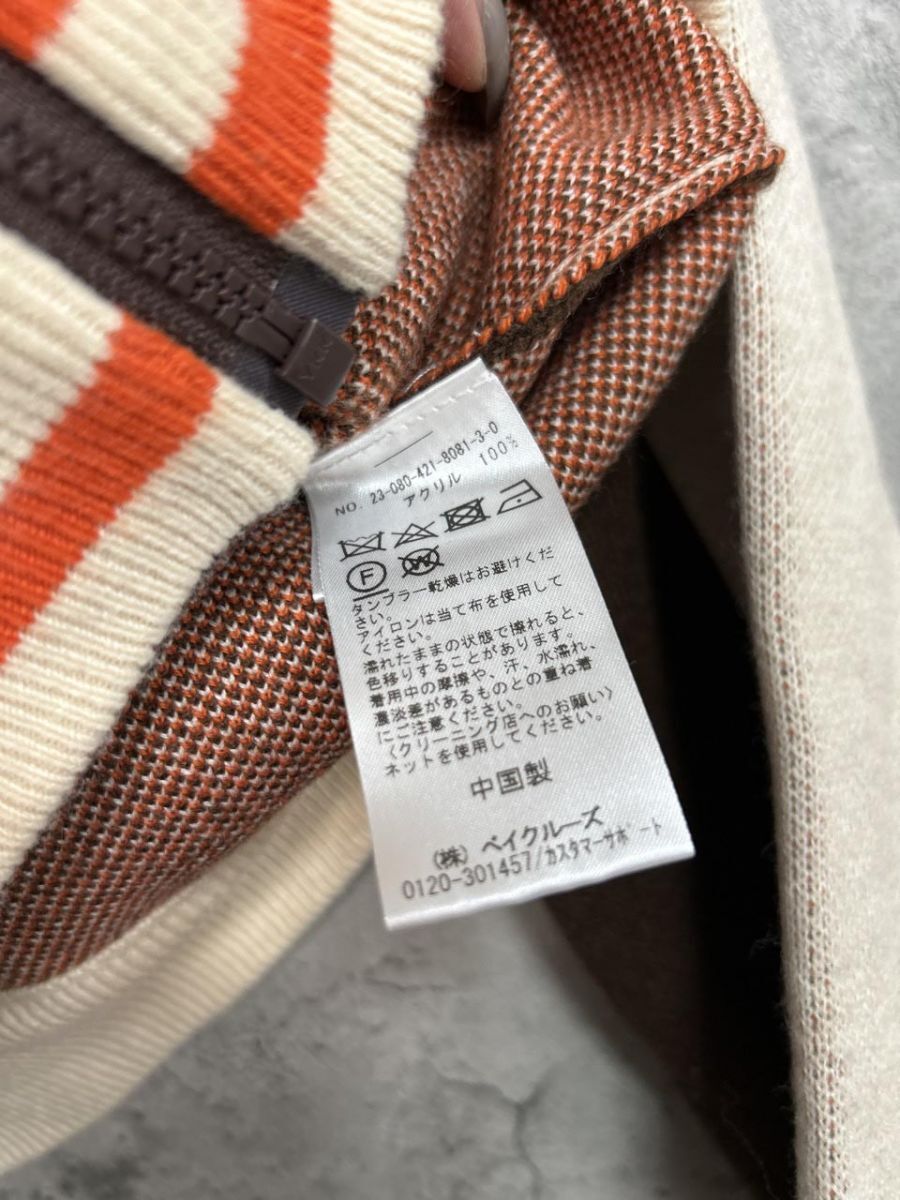 NO. 23-080-421-8081-3-0
アクリル 100%
F W
タンブラー乾燥はお避けくだ
さい。
アイロンは当て布を使用して
ください。
濡れたままの状態で擦れると、
色移りすることがあります。
着用中の摩擦や、汗、水濡れ、
濃淡差があるものとの重ね着
にご注意ください。
〈クリーニング店へのお願い〉
ネットを使用してください。
中国製
(株) ベイクルーズ
0120-301457/カスタマーサポート